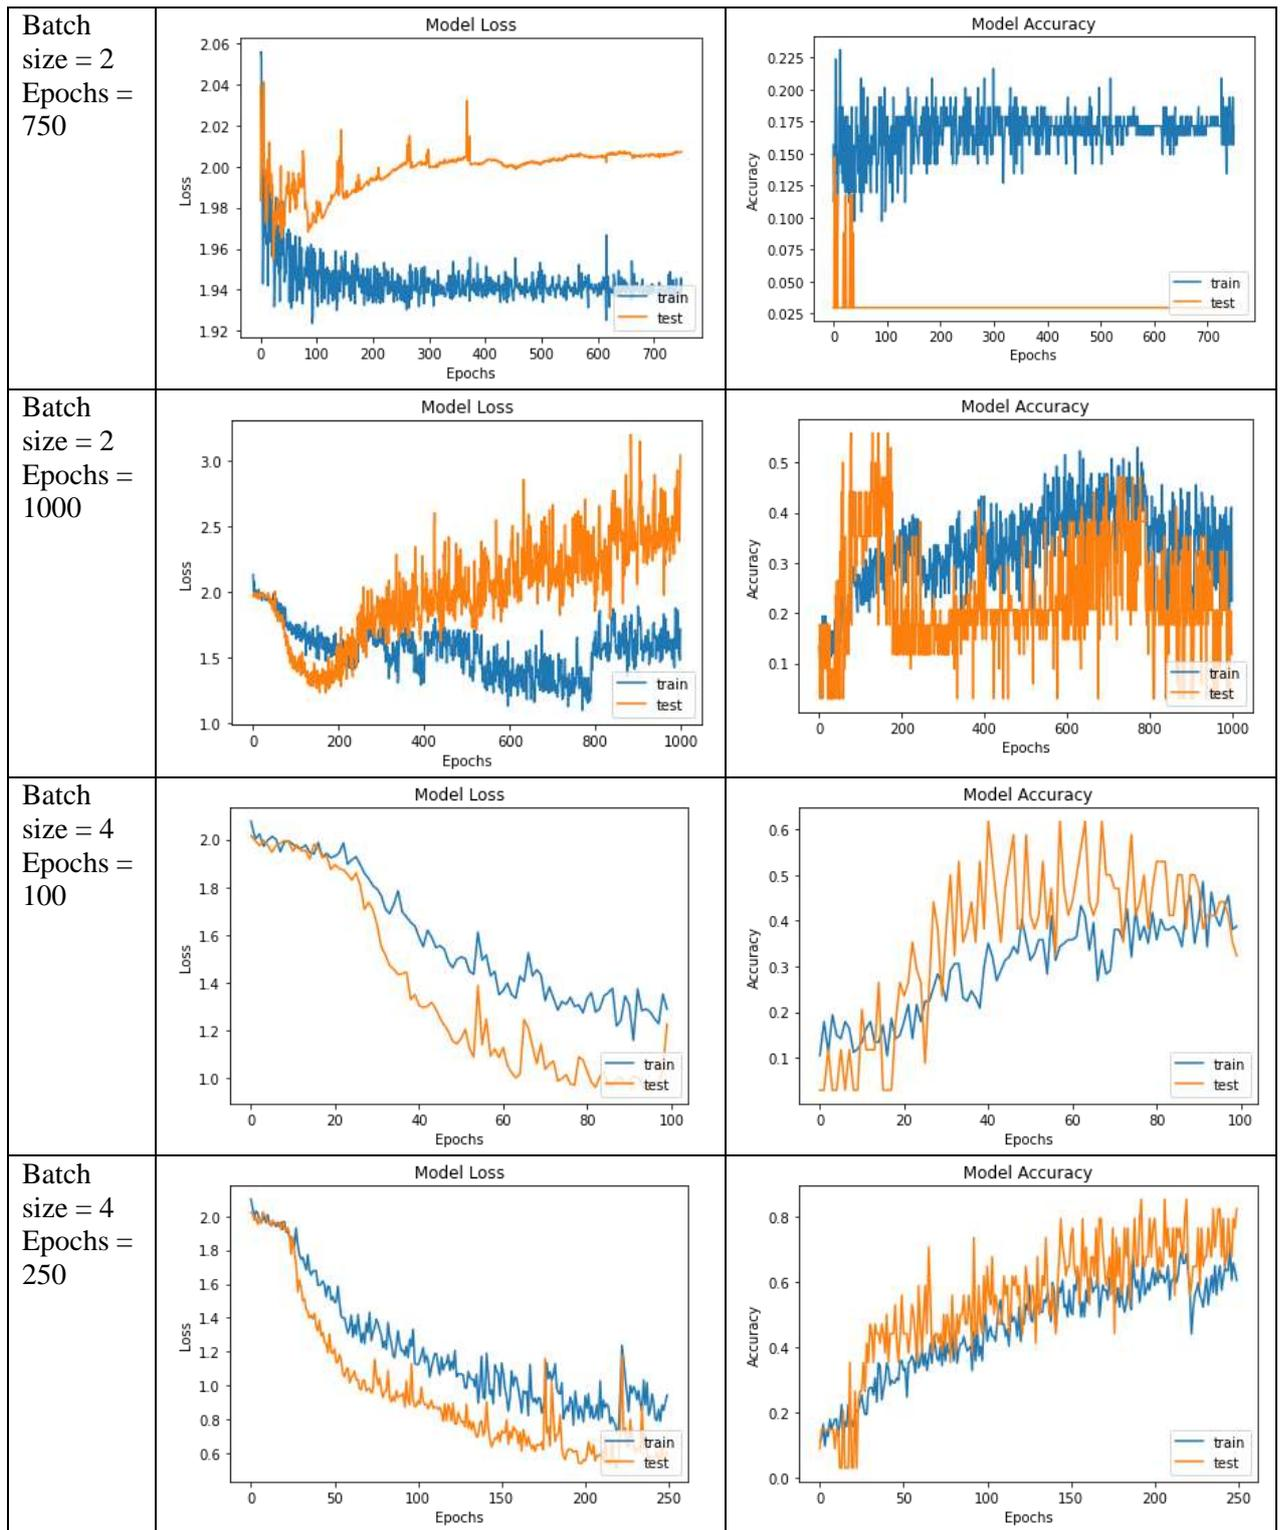 Batch
size = 2
Epochs =
750
Model Loss
2.06
2.04
2.02
2.00
1.98
1.96
1.94
1.92
Loss
0 100 200 300 400 500 600 700
Epochs
train
test
Model Accuracy
0.225
0.200
0.175
0.150
0.125
0.100
0.075
0.050
0.025
Accuracy
0 100 200 300 400 500 600 700
Epochs
train
test
Batch
size = 2
Epochs =
1000
Model Loss
3.0
2.5
2.0
1.5
1.0
Loss
0 200 400 600 800 1000
Epochs
train
test
Model Accuracy
0.5
0.4
0.3
0.2
0.1
Accuracy
0 200 400 600 800 1000
Epochs
train
test
Batch
size = 4
Epochs =
100
Model Loss
2.0
1.8
1.6
1.4
1.2
1.0
Loss
0 20 40 60 80 100
Epochs
train
test
Model Accuracy
0.6
0.5
0.4
0.3
0.2
0.1
Accuracy
0 20 40 60 80 100
Epochs
train
test
Batch
size = 4
Epochs =
250
Model Loss
2.0
1.8
1.6
1.4
1.2
1.0
0.8
0.6
Loss
0 50 100 150 200 250
Epochs
train
test
Model Accuracy
0.8
0.6
0.4
0.2
0.0
Accuracy
0 50 100 150 200 250
Epochs
train
test